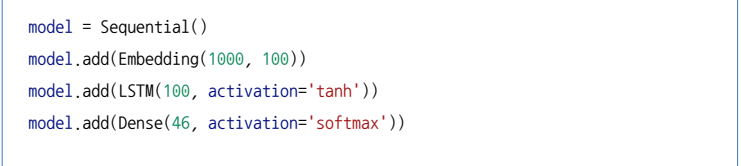 model = Sequential()
model.add(Embedding(1000, 100))
model.add(LSTM(100, activation='tanh'))
model.add(Dense(46, activation='softmax'))